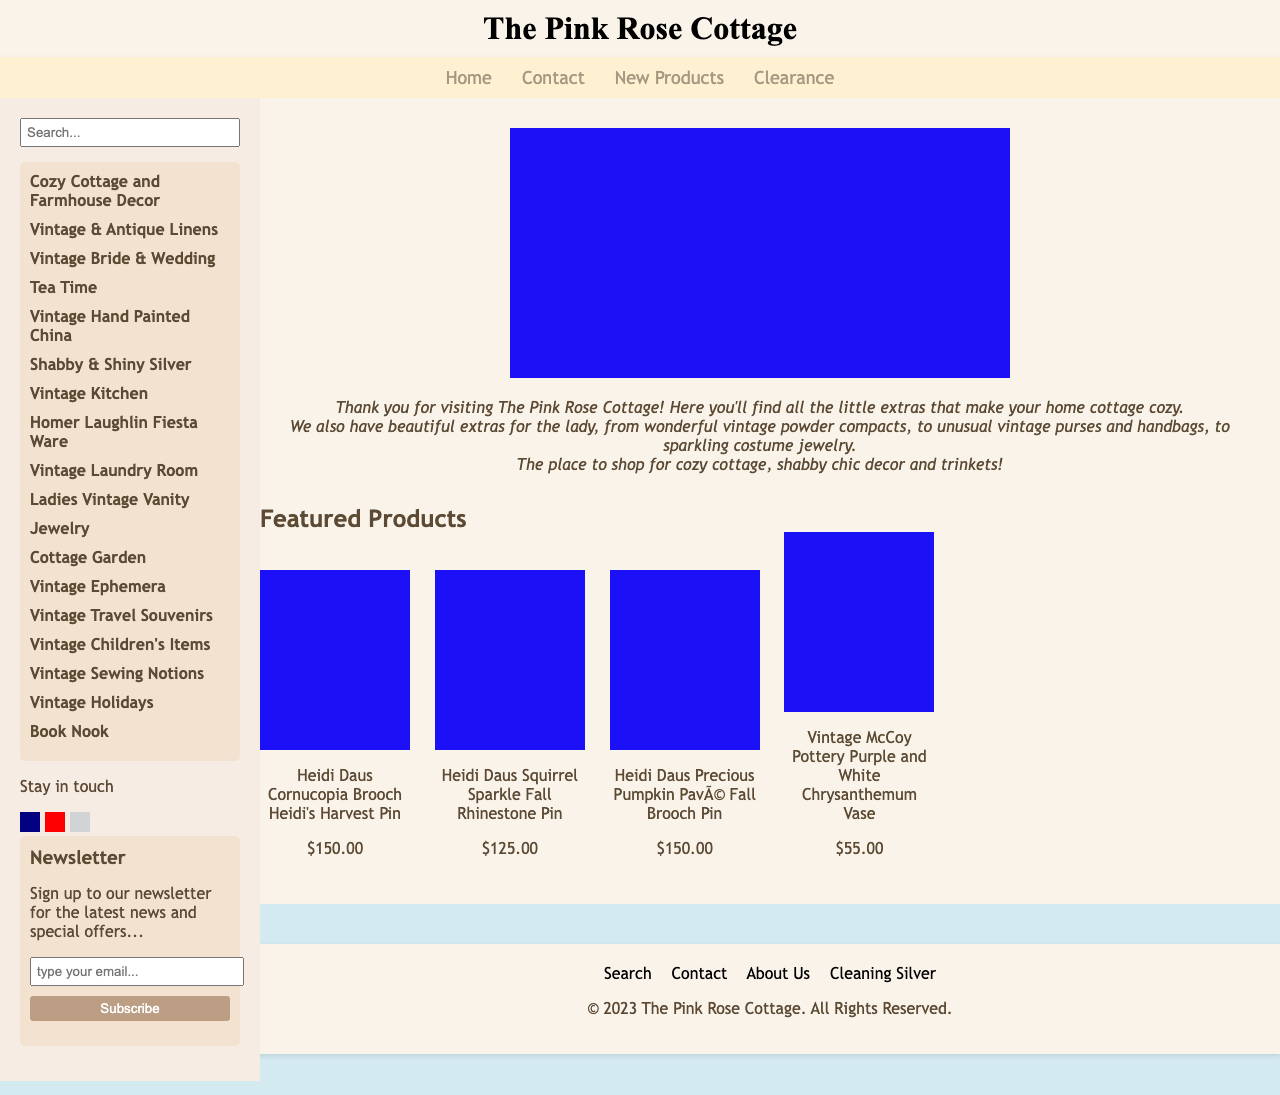 The Pink Rose Cottage
Home Contact New Products Clearance
Search...
Cozy Cottage and
Farmhouse Decor
Vintage & Antique Linens
Vintage Bride & Wedding
Tea Time
Vintage Hand Painted
China
Shabby & Shiny Silver
Vintage Kitchen
Homer Laughlin Fiesta
Ware
Vintage Laundry Room
Ladies Vintage Vanity
Jewelry
Cottage Garden
Vintage Ephemera
Vintage Travel Souvenirs
Vintage Children's Items
Vintage Sewing Notions
Vintage Holidays
Book Nook
Stay in touch
Newsletter
Sign up to our newsletter
for the latest news and
special offers...
type your email...
Subscribe
Thank you for visiting The Pink Rose Cottage! Here you'll find all the little extras that make your home cottage cozy.
We also have beautiful extras for the lady, from wonderful vintage powder compacts, to unusual vintage purses and handbags, to
sparkling costume jewelry.
The place to shop for cozy cottage, shabby chic decor and trinkets!
Featured Products
Heidi Daus
Cornucopia Brooch
Heidi's Harvest Pin
$150.00
Heidi Daus Squirrel
Sparkle Fall
Rhinestone Pin
$125.00
Heidi Daus Precious
Pumpkin PavÃ© Fall
Brooch Pin
$150.00
Vintage McCoy
Pottery Purple and
White
Chrysanthemum
Vase
$55.00
Search Contact About Us Cleaning Silver
© 2023 The Pink Rose Cottage. All Rights Reserved.